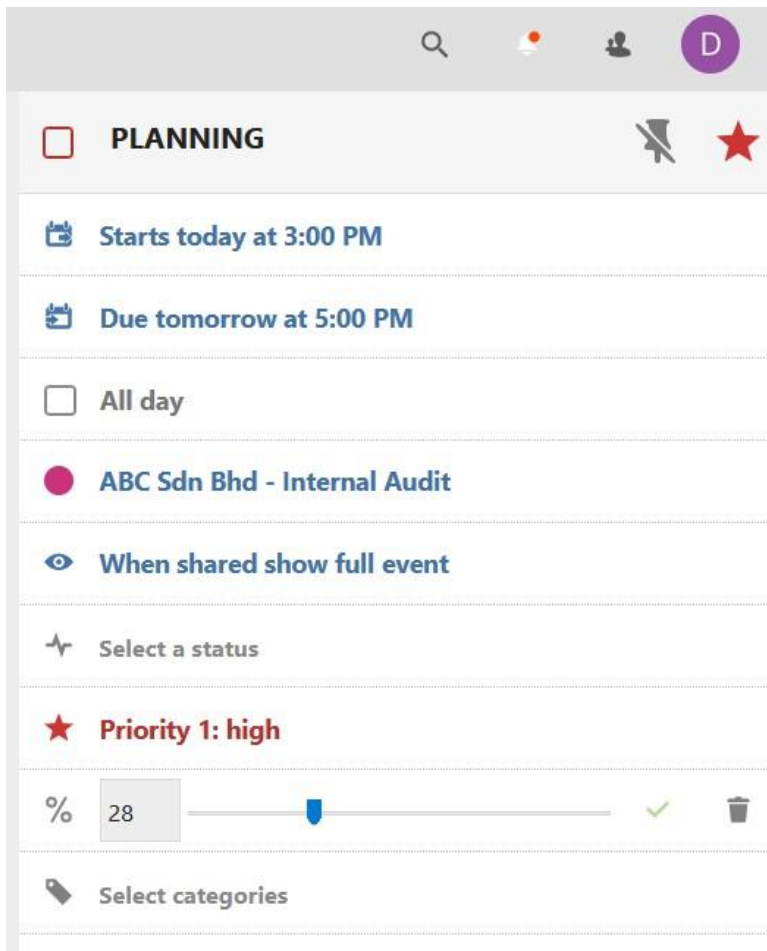 D
PLANNING
Starts today at 3:00 PM
Due tomorrow at 5:00 PM
All day
ABC Sdn Bhd - Internal Audit
When shared show full event
Select a status
Priority 1: high
% 28
Select categories